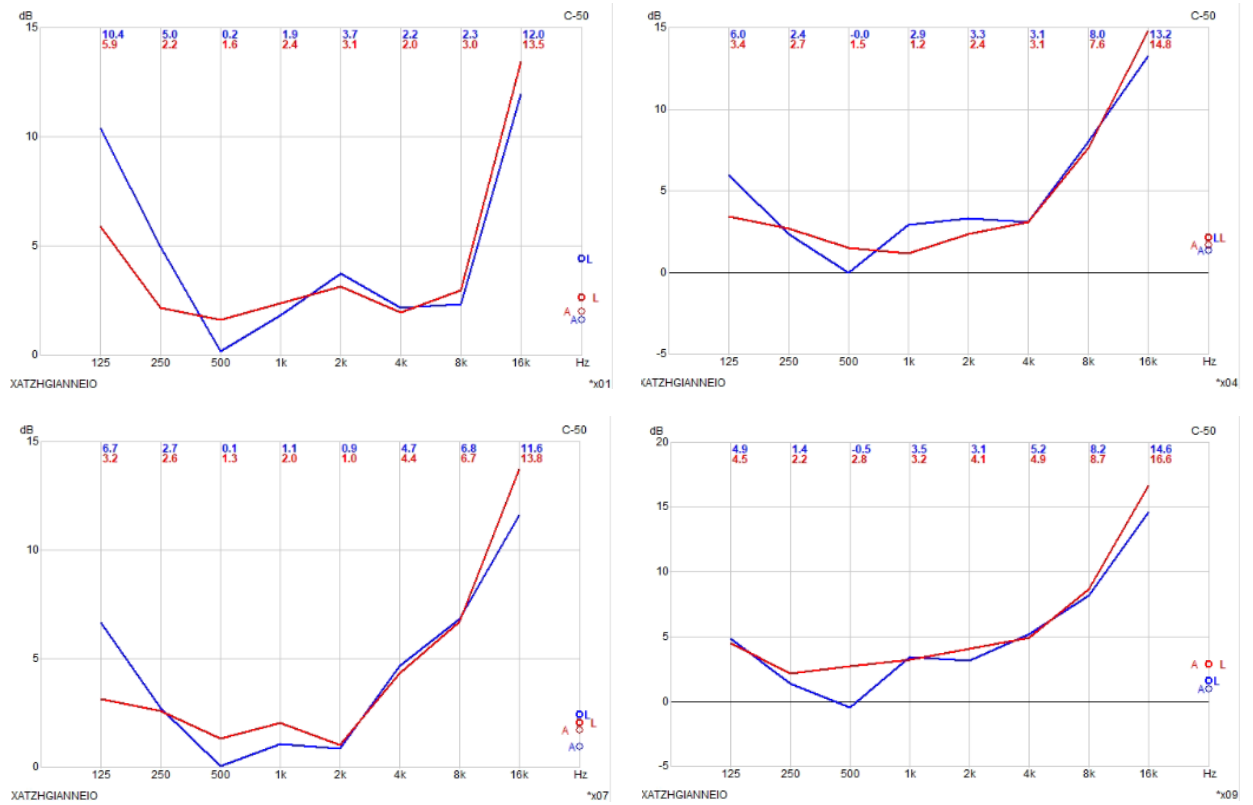 dB C-50
15 10.4 5.0 0.2 1.9 3.7 2.2 2.3 12.0
5.9 2.2 1.6 2.4 3.1 2.0 3.0 13.5
10
5
L
L
A
A
0
125 250 500 1k 2k 4k 8k 16k Hz
XATZHGIANNEIO *x01
dB C-50
15 6.0 2.4 -0.0 2.9 3.3 3.1 8.0 13.2
3.4 2.7 1.5 1.2 2.4 3.1 7.6 14.8
10
5
LL
A
A
0
-5
125 250 500 1k 2k 4k 8k 16k Hz
XATZHGIANNEIO *x04
dB C-50
15 6.7 2.7 0.1 1.1 0.9 4.7 6.8 11.6
3.2 2.6 1.3 2.0 1.0 4.4 6.7 13.8
10
5
L
L
A
A
0
125 250 500 1k 2k 4k 8k 16k Hz
XATZHGIANNEIO *x07
dB C-50
20 4.9 1.4 -0.5 3.5 3.1 5.2 8.2 14.6
4.5 2.2 2.8 3.2 4.1 4.9 8.7 16.6
15
10
5
A L
L
A
0
-5
125 250 500 1k 2k 4k 8k 16k Hz
XATZHGIANNEIO *x09